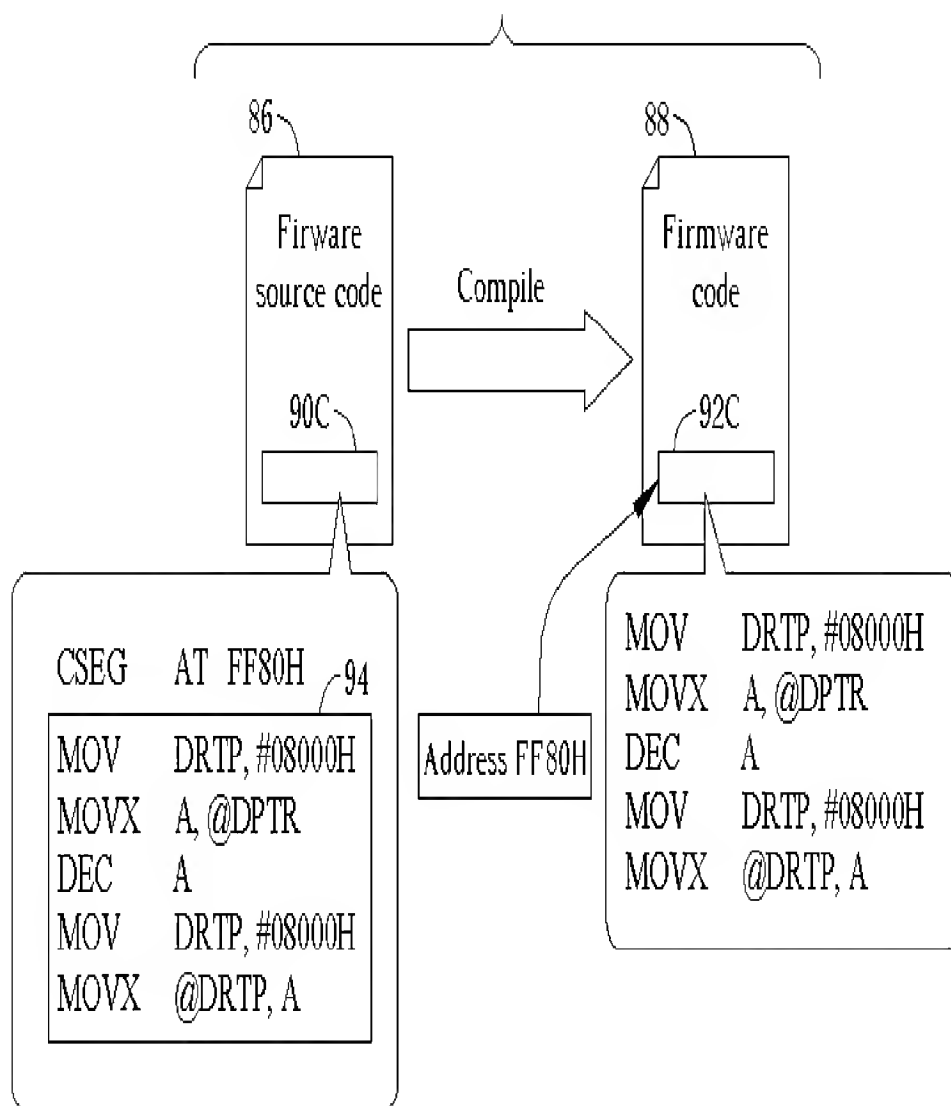 86
88
Firware
source code
Compile
Firmware
code
90C
92C
CSEG AT FF80H
94
MOV DRTP, #08000H
MOVX A, @DPTR
DEC A
MOV DRTP, #08000H
MOVX @DRTP, A
Address FF80H
MOV DRTP, #08000H
MOVX A, @DPTR
DEC A
MOV DRTP, #08000H
MOVX @DRTP, A